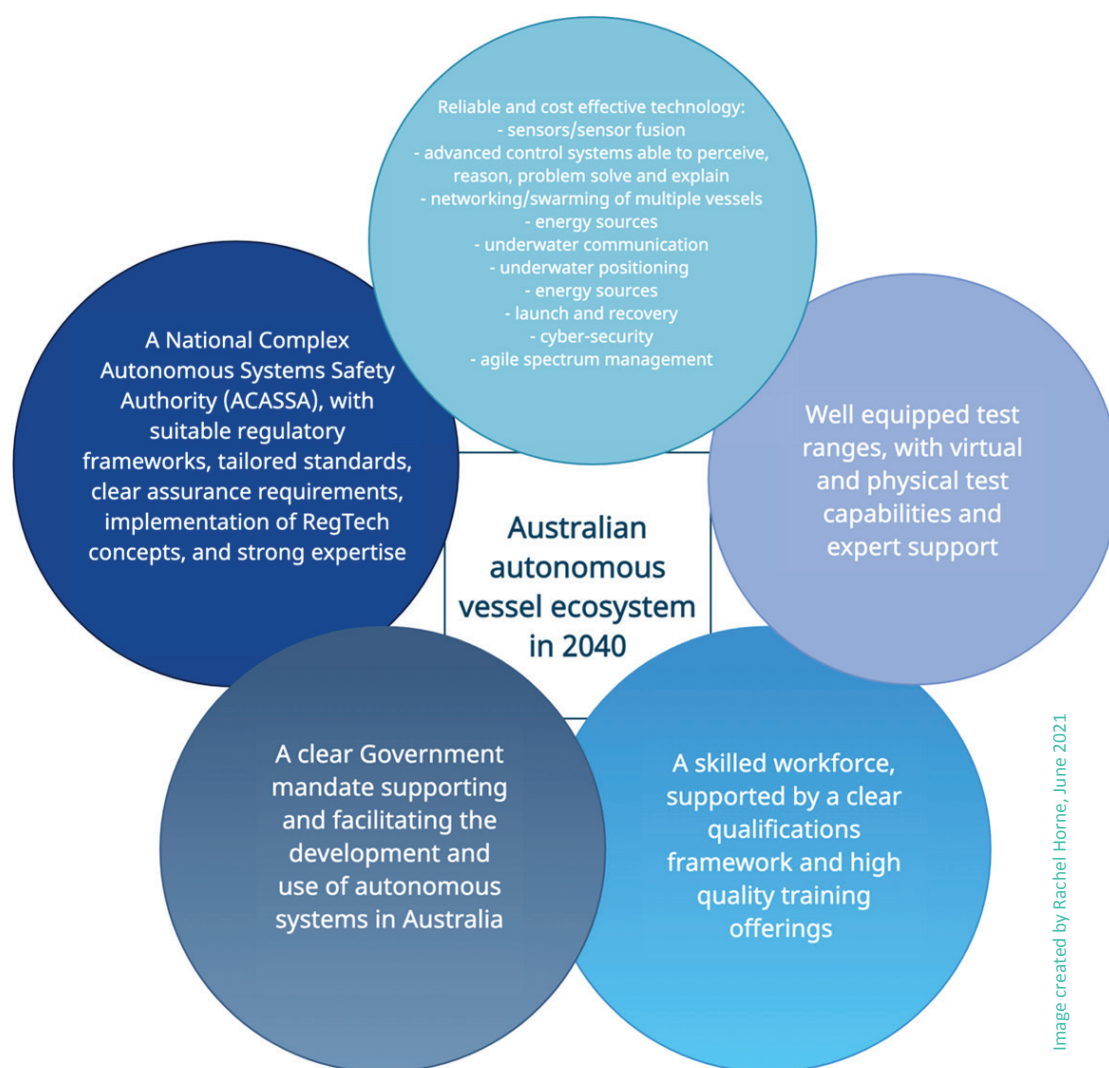 Reliable and cost effective technology:
- sensors/sensor fusion
- advanced control systems able to perceive,
reason, problem solve and explain
- networking/swarming of multiple vessels
- energy sources
- underwater communication
- underwater positioning
- energy sources
- launch and recovery
- cyber-security
- agile spectrum management
A National Complex
Autonomous Systems Safety
Authority (ACASSA), with
suitable regulatory
frameworks, tailored standards,
clear assurance requirements,
implementation of RegTech
concepts, and strong expertise
Well equipped test
ranges, with virtual
and physical test
capabilities and
expert support
Australian
autonomous
vessel ecosystem
in 2040
A clear Government
mandate supporting
and facilitating the
development and
use of autonomous
systems in Australia
A skilled workforce,
supported by a clear
qualifications
framework and high
quality training
offerings
Image created by Rachel Horne, June 2021